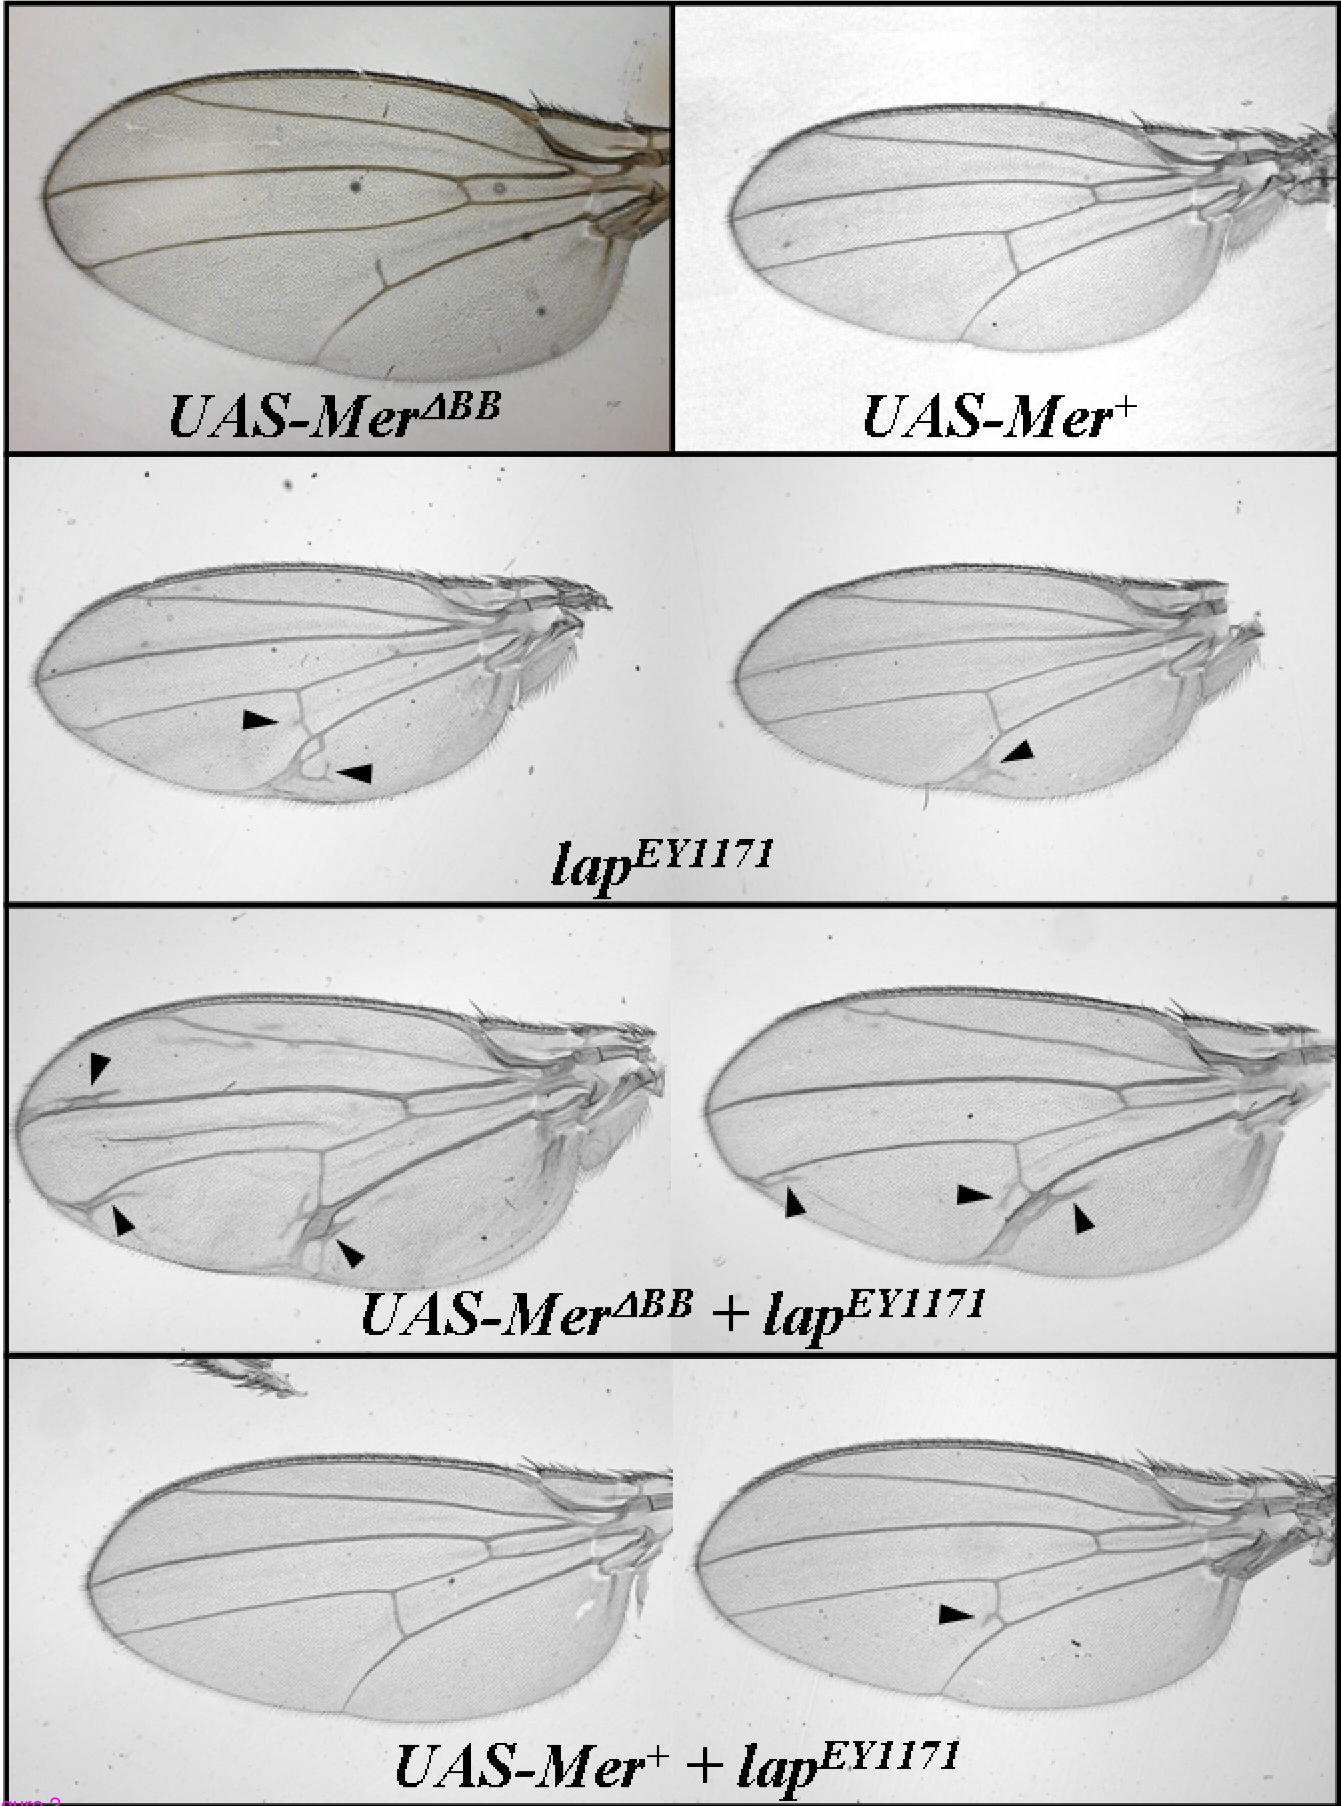 UAS-Mer^ΔBB
UAS-Mer^+
lap^EY1171
UAS-Mer^ΔBB + lap^EY1171
UAS-Mer^+ + lap^EY1171